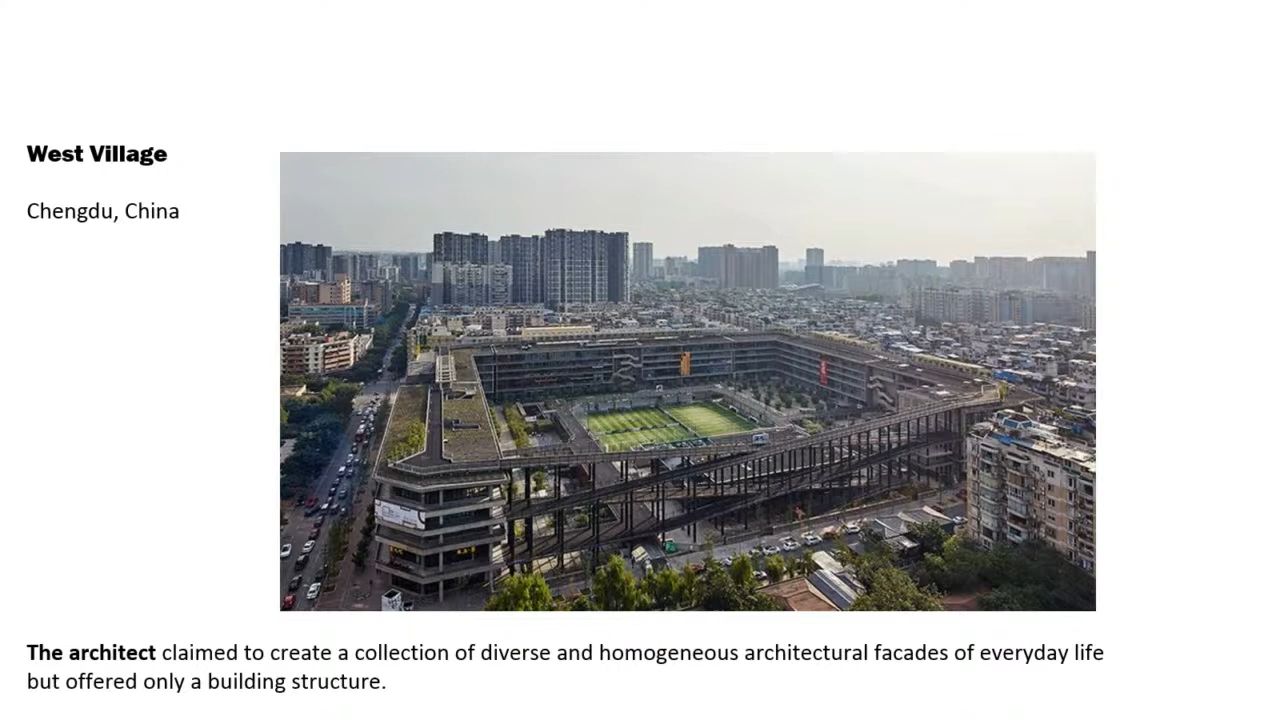 West Village
Chengdu, China
The architect claimed to create a collection of diverse and homogeneous architectural facades of everyday life
but offered only a building structure.